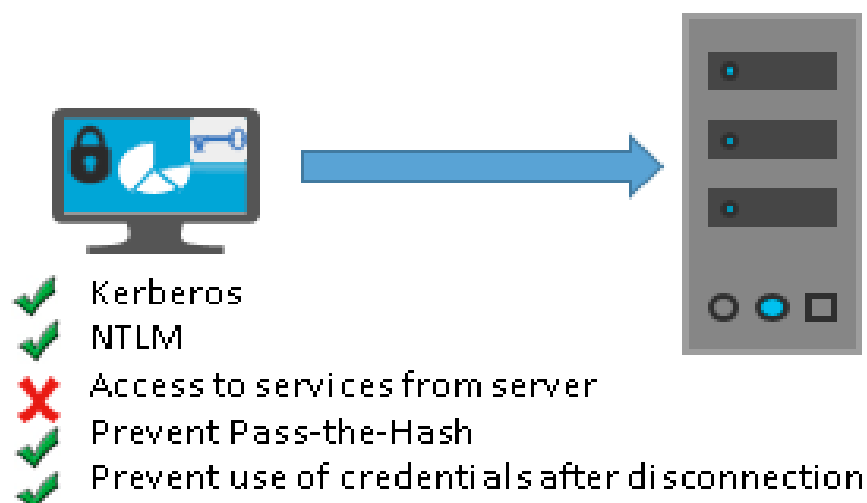 Kerberos
NTLM
Access to services from server
Prevent Pass-the-Hash
Prevent use of credentials after disconnection